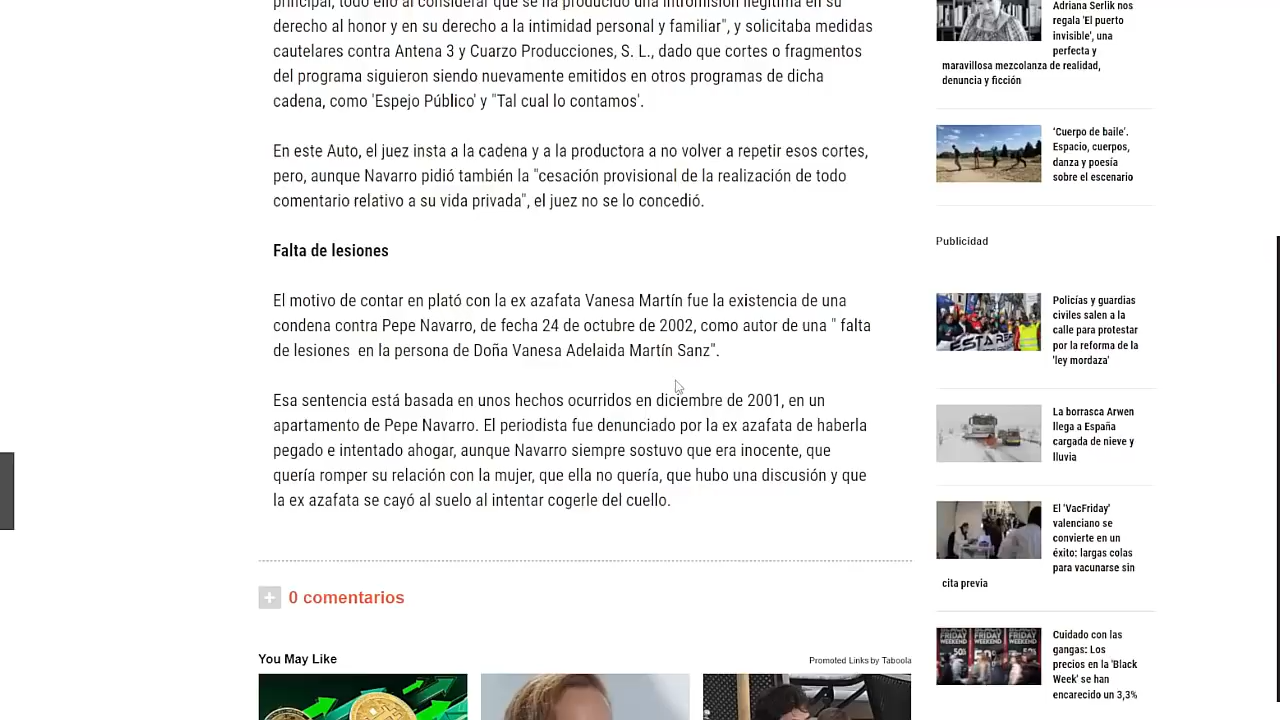 principal, todo ello al considerar que se ha producido una intromisión ilegítima en su
derecho al honor y en su derecho a la intimidad personal y familiar", y solicitaba medidas
cautelares contra Antena 3 y Cuarzo Producciones, S. L., dado que cortes o fragmentos
del programa siguieron siendo nuevamente emitidos en otros programas de dicha
cadena, como 'Espejo Público' y "Tal cual lo contamos'.
En este Auto, el juez insta a la cadena y a la productora a no volver a repetir esos cortes,
pero, aunque Navarro pidió también la "cesación provisional de la realización de todo
comentario relativo a su vida privada", el juez no se lo concedió.
Falta de lesiones
El motivo de contar en plató con la ex azafata Vanesa Martín fue la existencia de una
condena contra Pepe Navarro, de fecha 24 de octubre de 2002, como autor de una " falta
de lesiones  en la persona de Doña Vanesa Adelaida Martín Sanz".
Esa sentencia está basada en unos hechos ocurridos en diciembre de 2001, en un
apartamento de Pepe Navarro. El periodista fue denunciado por la ex azafata de haberla
pegado e intentado ahogar, aunque Navarro siempre sostuvo que era inocente, que
quería romper su relación con la mujer, que ella no quería, que hubo una discusión y que
la ex azafata se cayó al suelo al intentar cogerle del cuello.
0 comentarios
You May Like
Promoted Links by Taboola
Adriana Serlik nos
regala 'El puerto
invisible', una
perfecta y
maravillosa mezcolanza de realidad,
denuncia y ficción
'Cuerpo de baile'.
Espacio, cuerpos,
danza y poesía
sobre el escenario
Publicidad
Policías y guardias
civiles salen a la
calle para protestar
por la reforma de la
'ley mordaza'
La borrasca Arwen
llega a España
cargada de nieve y
lluvia
El 'VacFriday'
valenciano se
convierte en un
éxito: largas colas
para vacunarse sin
cita previa
Cuidado con las
gangas: Los
precios en la 'Black
Week' se han
encarecido un 3,3%